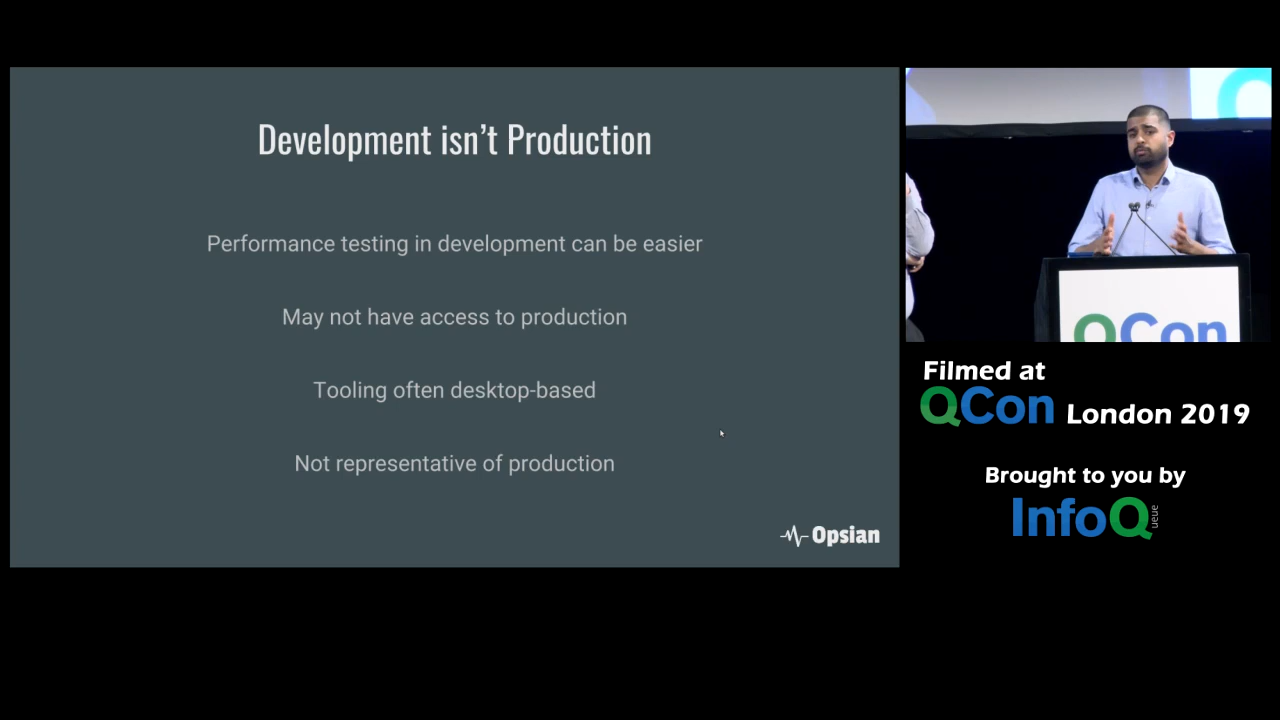 Development isn't Production
Performance testing in development can be easier
May not have access to production
Tooling often desktop-based
Not representative of production
Opsian
QCon
Filmed at
QCon London 2019
Brought to you by
InfoQ
ueue